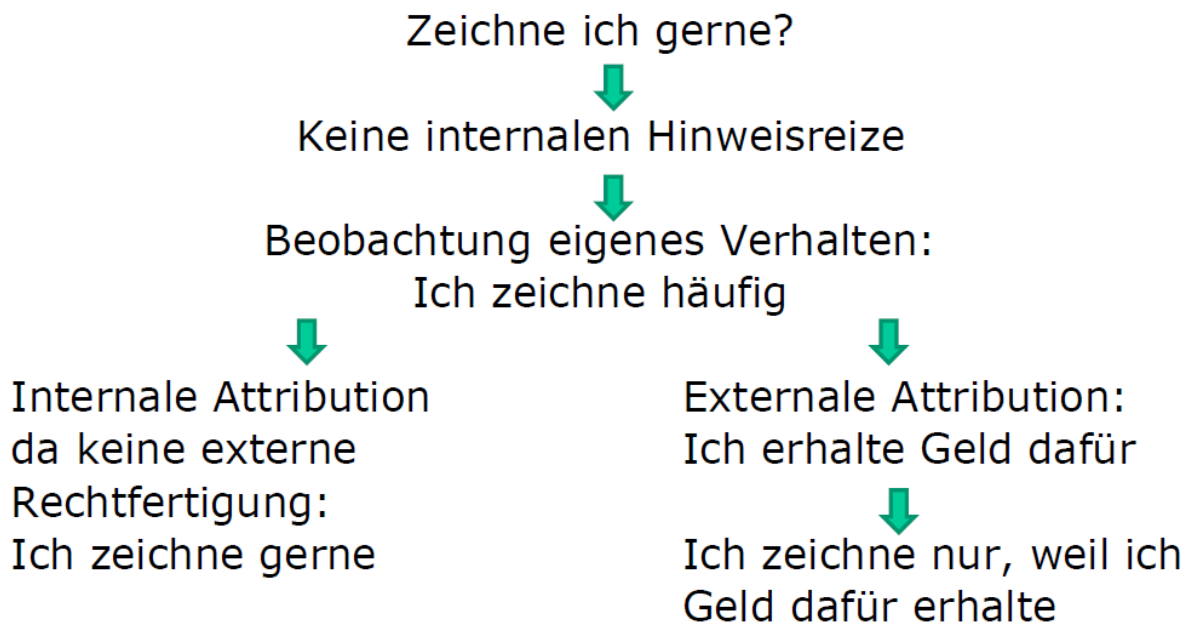 Zeichne ich gerne?
Keine internalen Hinweisreize
Beobachtung eigenes Verhalten:
Ich zeichne häufig
Internale Attribution
da keine externe
Rechtfertigung:
Ich zeichne gerne
Externale Attribution:
Ich erhalte Geld dafür
Ich zeichne nur, weil ich
Geld dafür erhalte